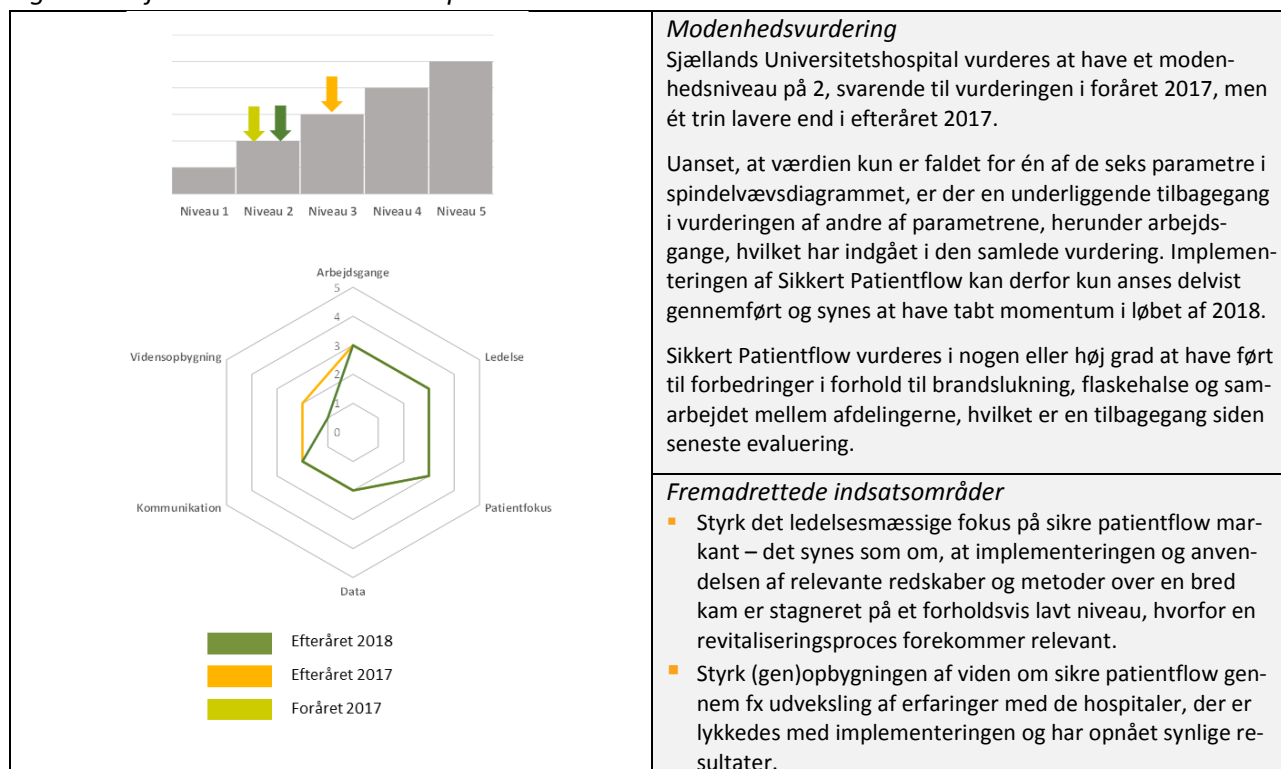 Niveau 1 Niveau 2 Niveau 3 Niveau 4 Niveau 5
Arbejdsgange
5
4
Vidensopbygning
3
Ledelse
2
1
0
Kommunikation
Patientfokus
Data
Efteråret 2018
Efteråret 2017
Foråret 2017
Modenhedsvurdering
Sjællands Universitetshospital vurderes at have et moden-
hedsniveau på 2, svarende til vurderingen i foråret 2017, men
ét trin lavere end i efteråret 2017.
Uanset, at værdien kun er faldet for én af de seks parametre i
spindelvævsdiagrammet, er der en underliggende tilbagegang
i vurderingen af andre af parametrene, herunder arbejds-
gange, hvilket har indgået i den samlede vurdering. Implemen-
teringen af Sikkert Patientflow kan derfor kun anses delvist
gennemført og synes at have tabt momentum i løbet af 2018.
Sikkert Patientflow vurderes i nogen eller høj grad at have ført
til forbedringer i forhold til brandslukning, flaskehalse og sam-
arbejdet mellem afdelingerne, hvilket er en tilbagegang siden
seneste evaluering.
Fremadrettede indsatsområder
Styrk det ledelsesmæssige fokus på sikre patientflow mar-
kant – det synes som om, at implementeringen og anven-
delsen af relevante redskaber og metoder over en bred
kam er stagneret på et forholdsvis lavt niveau, hvorfor en
revitaliseringsproces forekommer relevant.
Styrk (gen)opbygningen af viden om sikre patientflow gen-
nem fx udveksling af erfaringer med de hospitaler, der er
lykkedes med implementeringen og har opnået synlige re-
sultater.